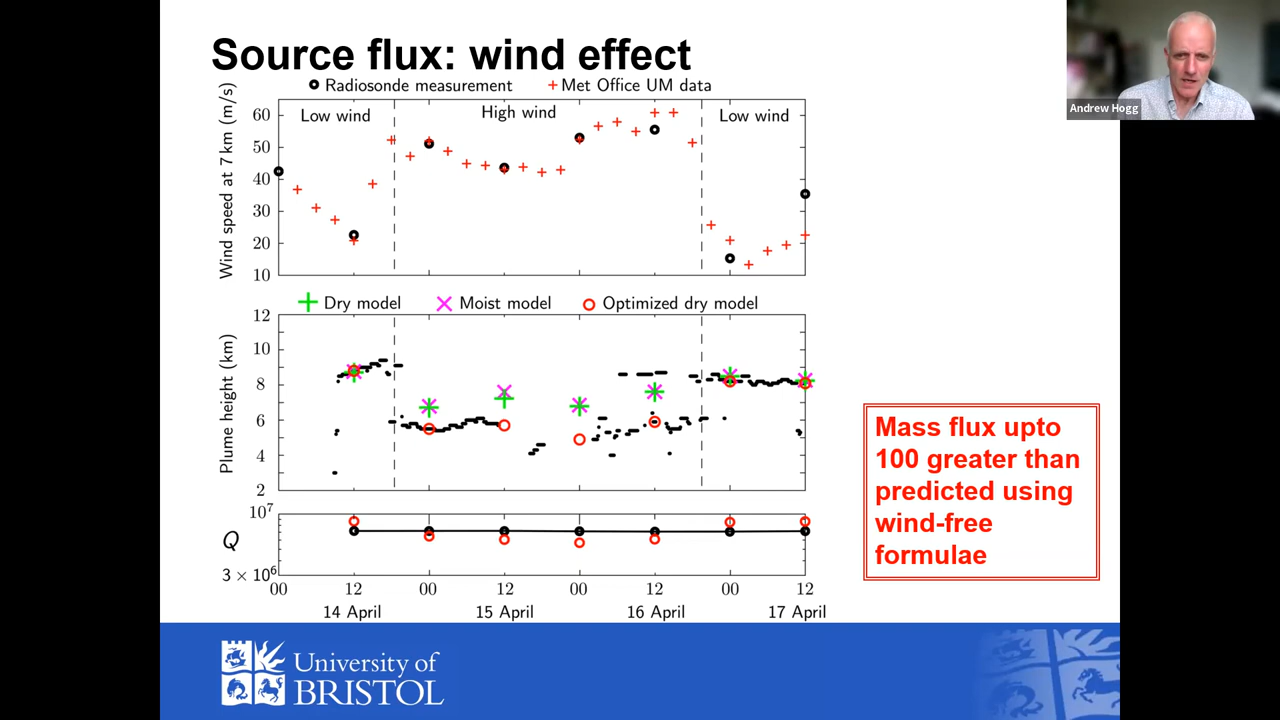 Source flux: wind effect
Andrew Hogg
Radiosonde measurement Met Office UM data
Wind speed at 7 km (m/s)
60
50
40
30
20
10
Low wind High wind Low wind
Dry model Moist model Optimized dry model
Plume height (km)
12
10
8
6
4
2
Mass flux upto
100 greater than
predicted using
wind-free
formulae
10⁷
Q
3 × 10⁶
00 12 00 12 00 12 00 12
14 April 15 April 16 April 17 April
University of
BRISTOL